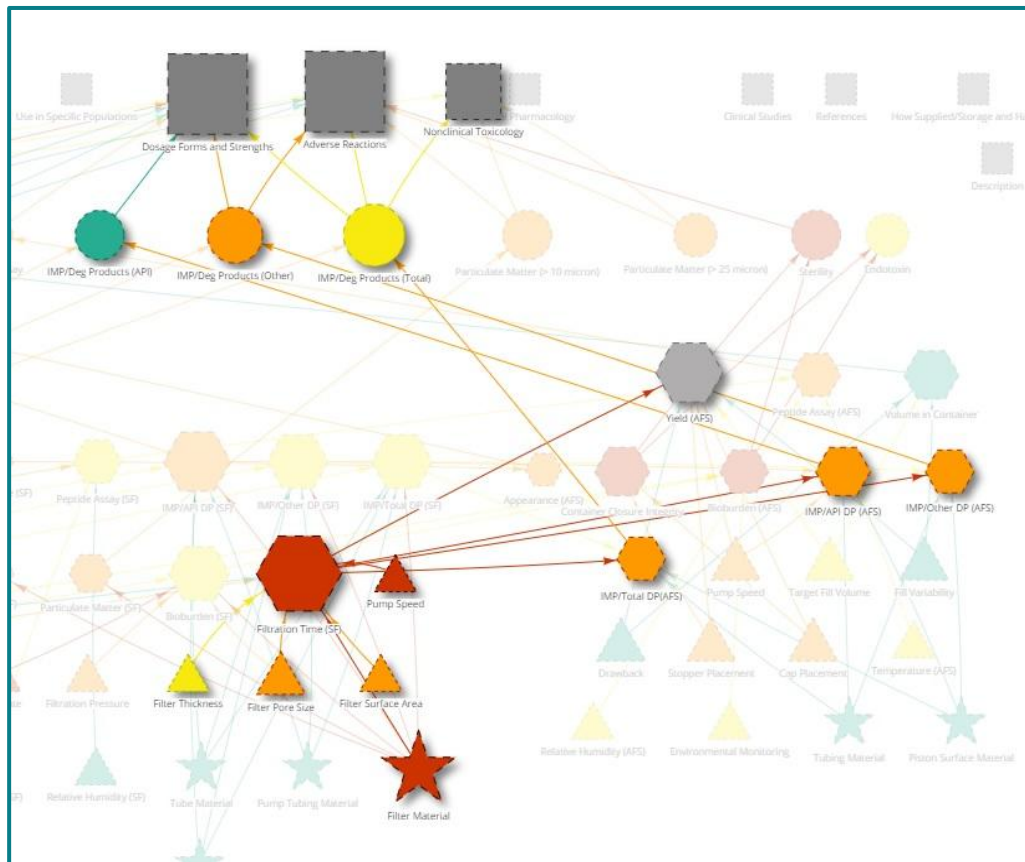 Use in Specific Populations
Pharmacology
Clinical Studies
References
How Supplied/Storage and Ha
Dosage Forms and Strengths
Adverse Reactions
Nonclinical Toxicology
Description
IMP/Deg Products (API)
IMP/Deg Products (Other)
IMP/Deg Products (Total)
Particulate Matter (> 10 micron)
Particulate Matter (> 25 micron)
Sterility
Endotoxin
Yield (AFS)
Peptide Assay (AFS)
Volume in Container
(SF)
Peptide Assay (SF)
IMP/API DP (SF)
IMP/Other DP (SF)
IMP/Total DP (SF)
Appearance (AFS)
Container Closure Integrity
Bioburden (AFS)
IMP/API DP (AFS)
IMP/Other DP (AFS)
Particulate Matter (SF)
Bioburden (SF)
Filtration Time (SF)
Pump Speed
IMP/Total DP(AFS)
Pump Speed
Target Fill Volume
Fill Variability
Filtration Pressure
Filter Thickness
Filter Pore Size
Filter Surface Area
Drawback
Stopper Placement
Cap Placement
Temperature (AFS)
Relative Humidity (AFS)
Environmental Monitoring
Tubing Material
Piston Surface Material
SF)
Relative Humidity (SF)
Tube Material
Pump Tubing Material
Filter Material